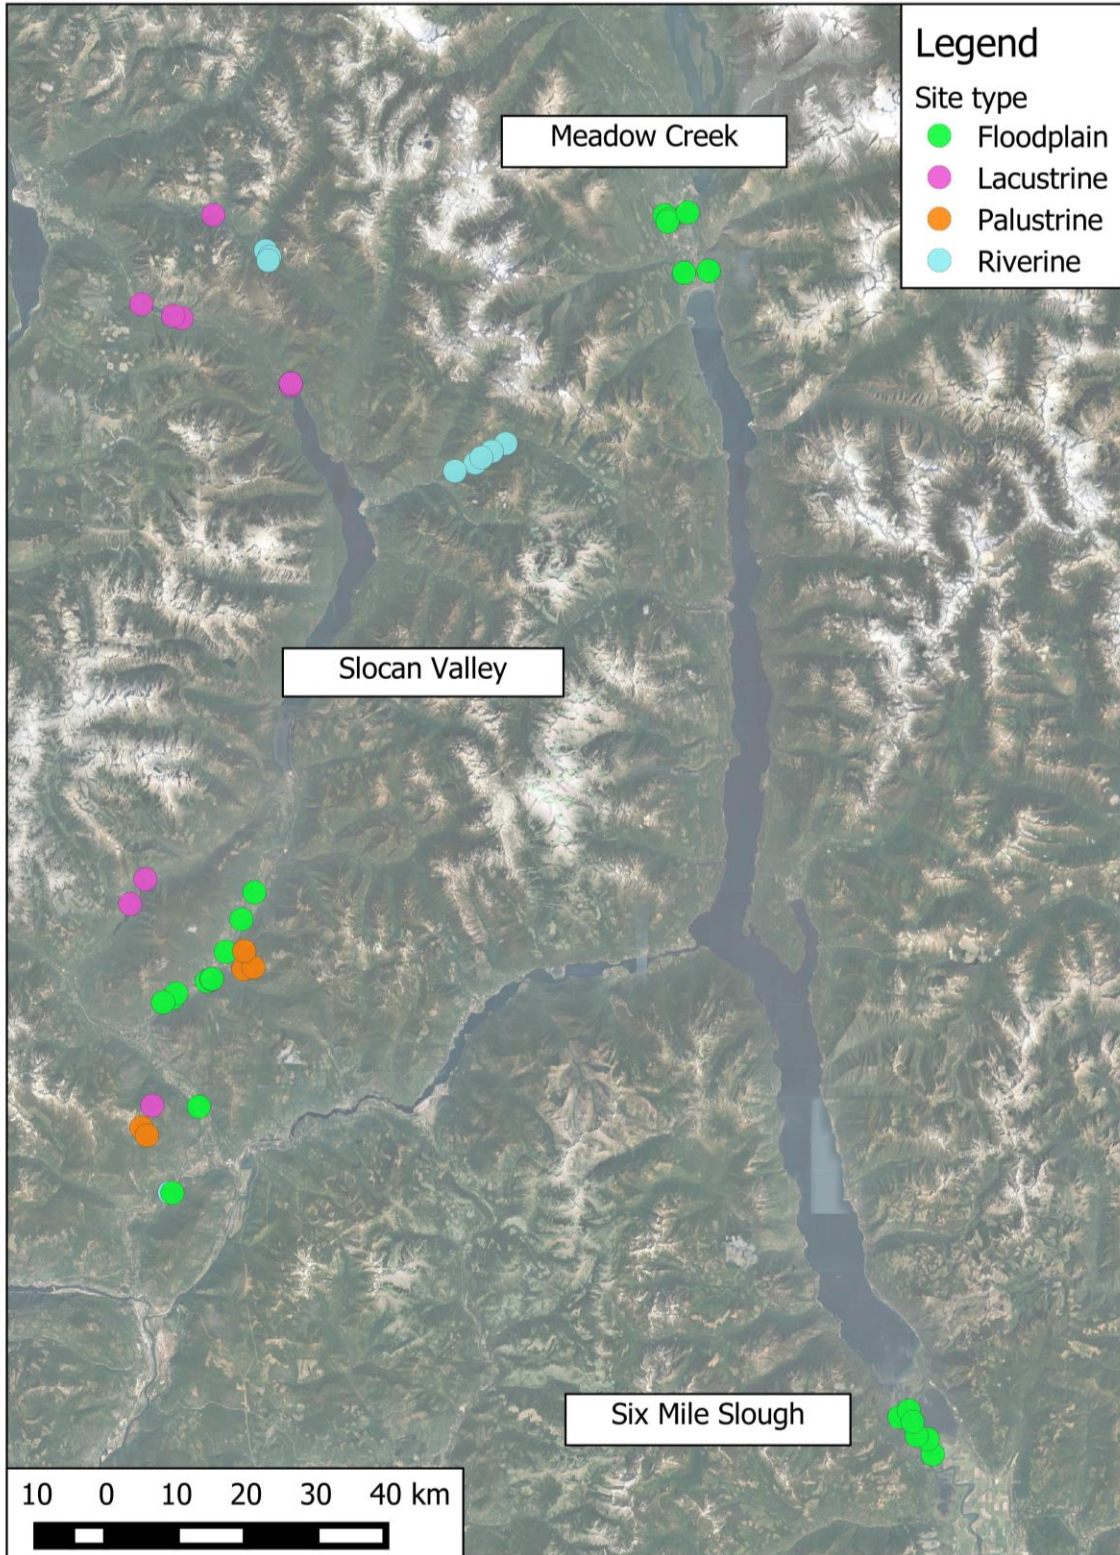 Legend
Site type
Floodplain
Lacustrine
Palustrine
Riverine
Meadow Creek
Slocan Valley
Six Mile Slough
10 0 10 20 30 40 km